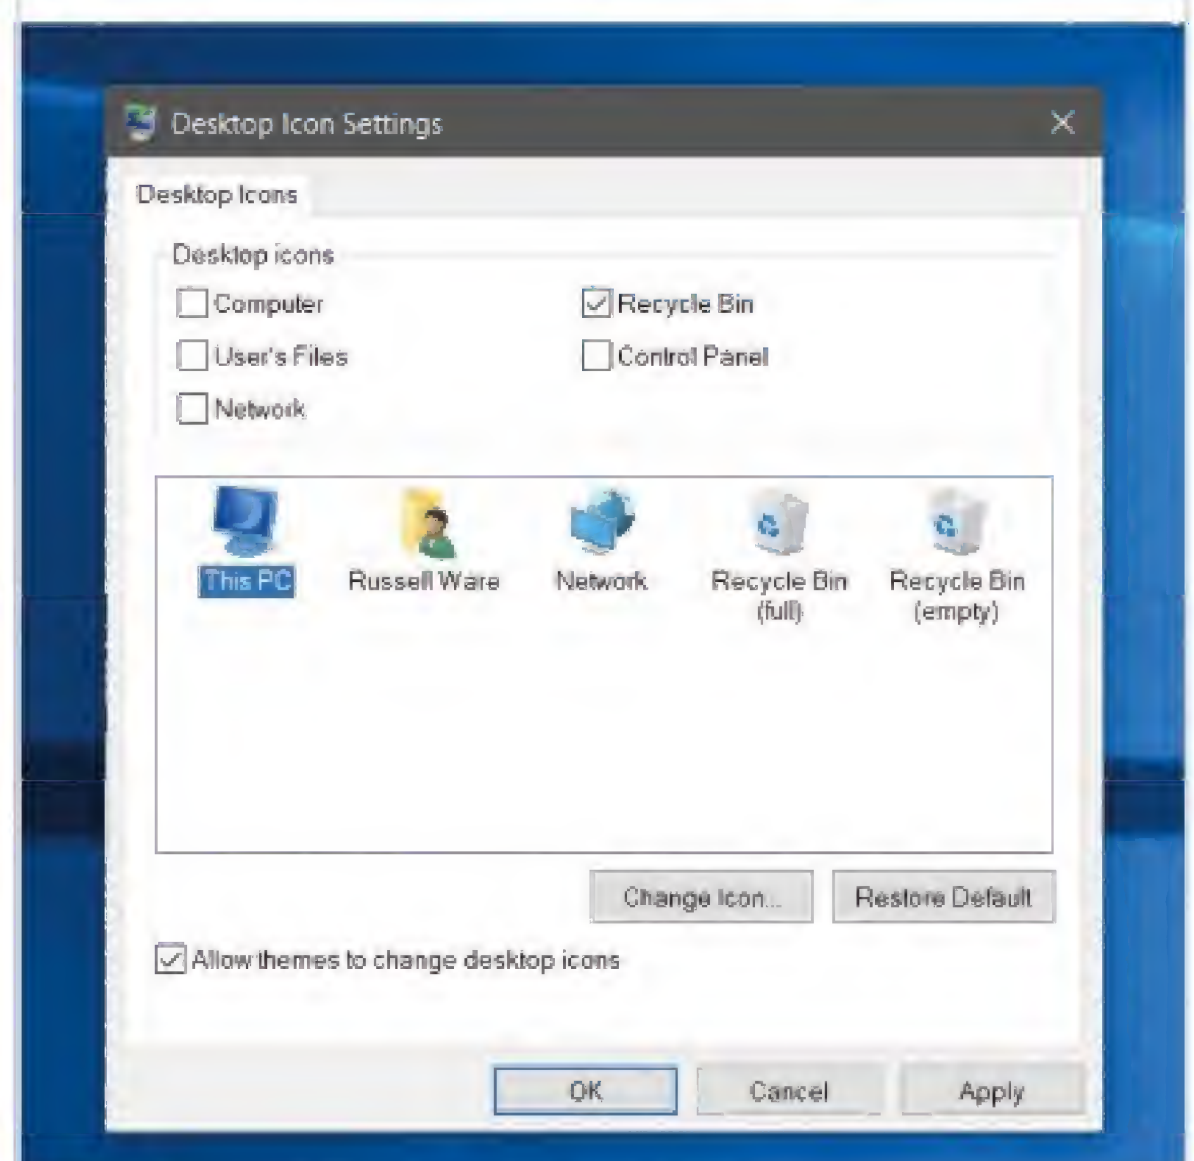 Desktop Icon Settings
Desktop Icons
Desktop icons
Computer
Recycle Bin
User's Files
Control Panel
Network
This PC
Russell Ware
Network
Recycle Bin
(full)
Recycle Bin
(empty)
Change Icon...
Restore Default
Allow themes to change desktop icons
OK
Cancel
Apply